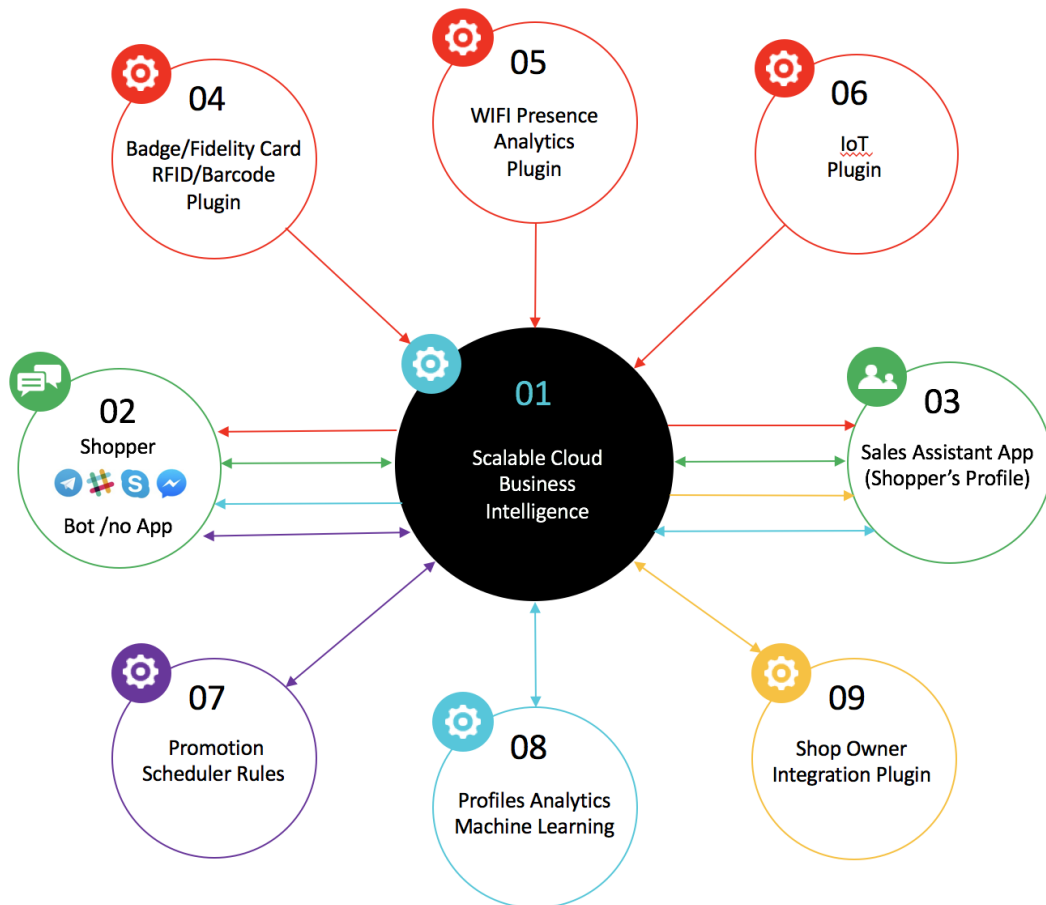 04
Badge/Fidelity Card
RFID/Barcode
Plugin
05
WIFI Presence
Analytics
Plugin
06
IoT
Plugin
02
Shopper
Bot /no App
01
Scalable Cloud
Business
Intelligence
03
Sales Assistant App
(Shopper’s Profile)
07
Promotion
Scheduler Rules
08
Profiles Analytics
Machine Learning
09
Shop Owner
Integration Plugin